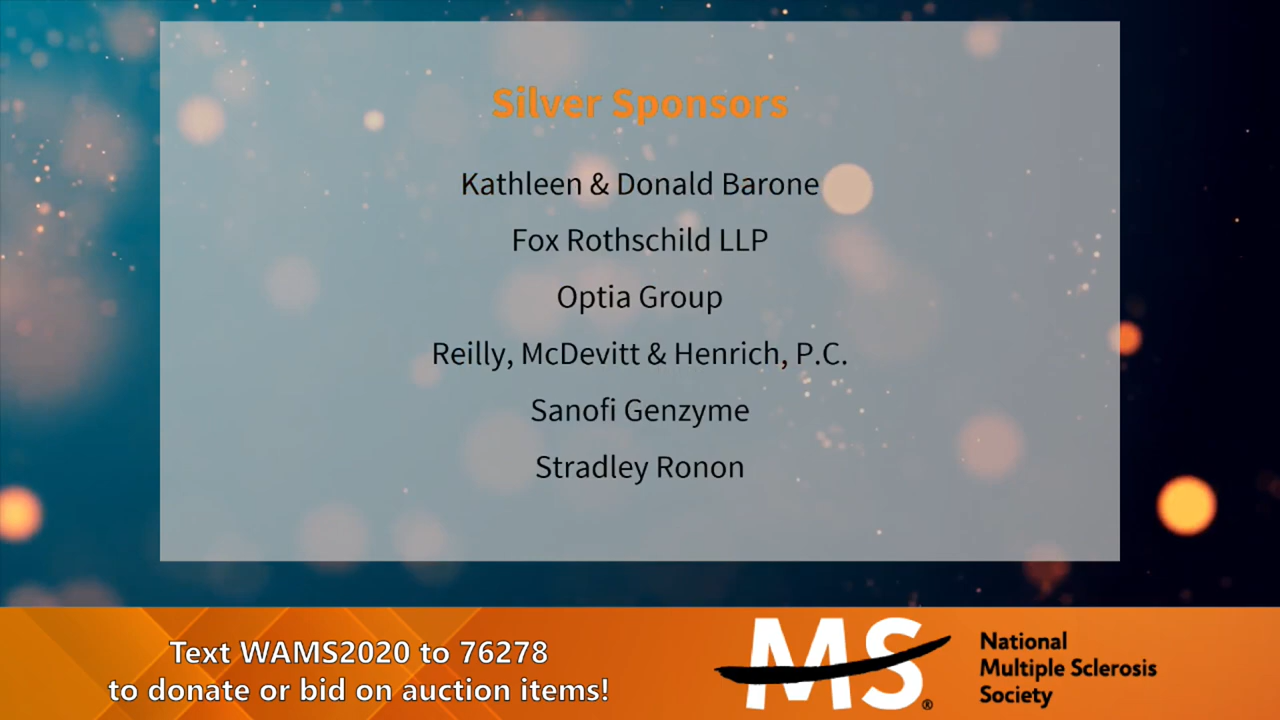 Silver Sponsors
Kathleen & Donald Barone
Fox Rothschild LLP
Optia Group
Reilly, McDevitt & Henrich, P.C.
Sanofi Genzyme
Stradley Ronon
Text WAMS2020 to 76278
to donate or bid on auction items!
MS®
National
Multiple Sclerosis
Society